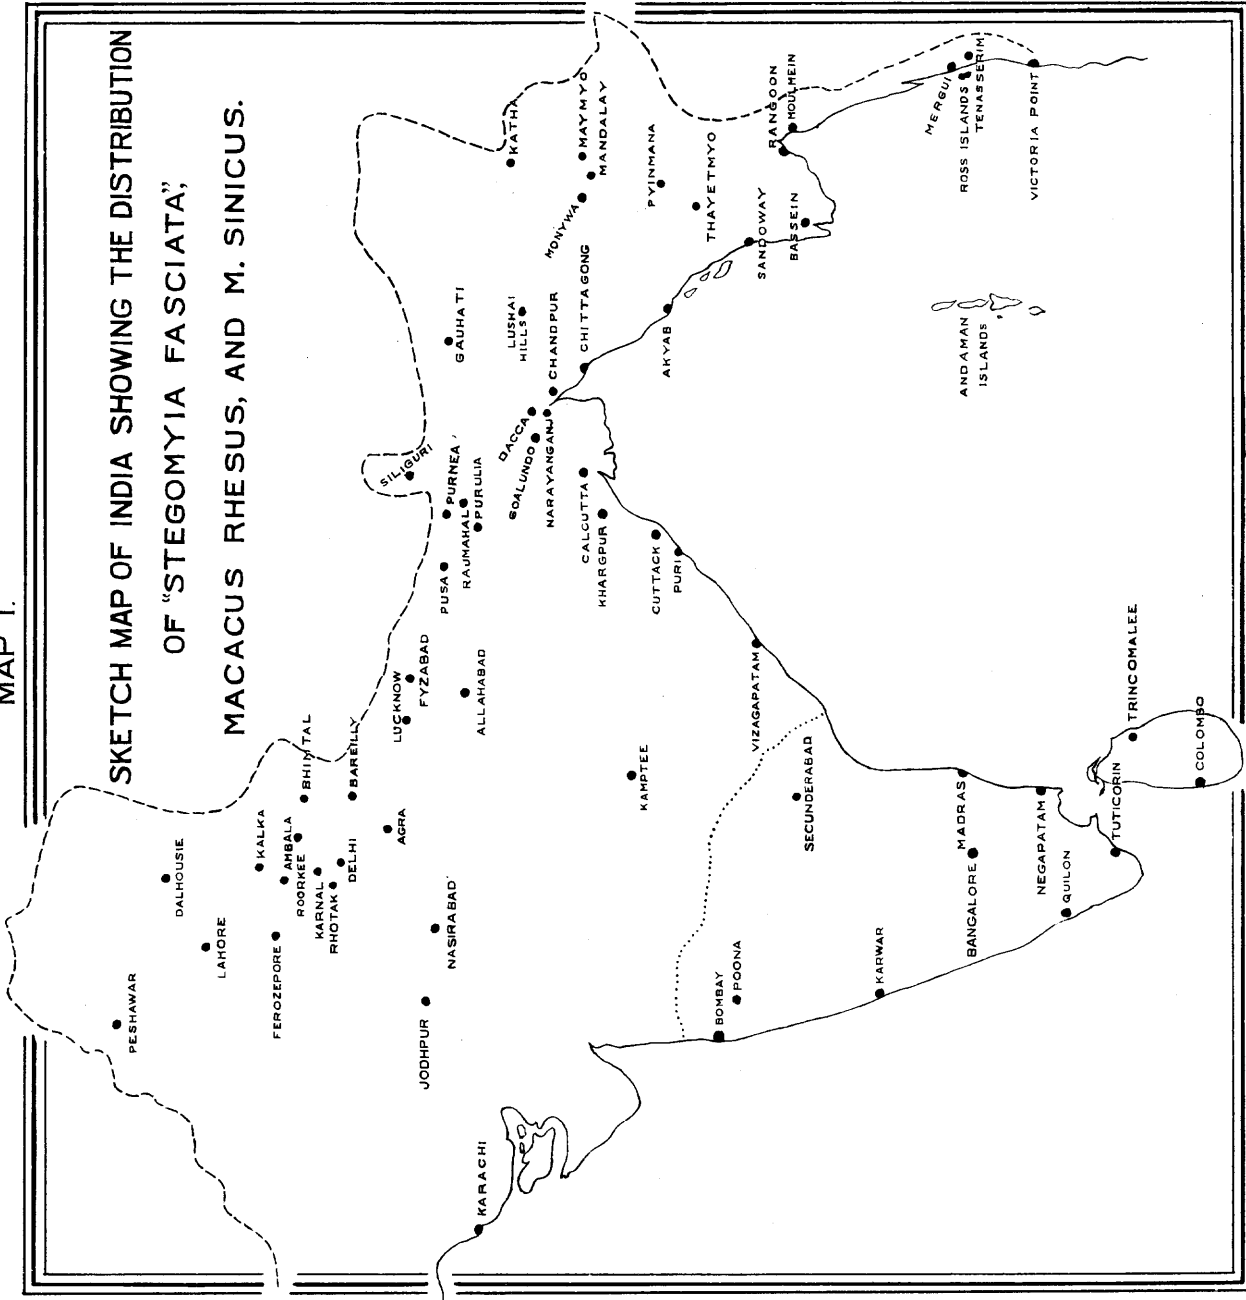 MAP I.
SKETCH MAP OF INDIA SHOWING THE DISTRIBUTION
OF "STEGOMYIA FASCIATA",
MACACUS RHESUS, AND M. SINICUS.
PESHAWAR
DALHOUSIE
LAHORE
FEROZEPORE
KALKA
AMBALA
ROORKEE
KARNAL
RHOTAK
DELHI
BHIMTAL
BAREILLY
AGRA
LUCKNOW
FYZABAD
ALLAHABAD
NASIRABAD
JODHPUR
KARACHI
SILIGURI
PUSA
PURNEA
RAJMAHAL
PURULIA
GAUHATI
LUSHAI
HILLS
DACCA
GOALUNDO
NARAYANGANJ
CHANDPUR
CHITTAGONG
CALCUTTA
KHARGPUR
CUTTACK
PURI
KATHA
MAYMYO
MANDALAY
MONYWA
PYINMANA
THAYETMYO
AKYAB
SANDOWAY
BASSEIN
RANGOON
MOULMEIN
MERGUI
ROSS ISLANDS
TENASSERIM
VICTORIA POINT
ANDAMAN
ISLANDS
KAMPTEE
VIZAGAPATAM
SECUNDERABAD
BOMBAY
POONA
KARWAR
MADRAS
BANGALORE
NEGAPATAM
QUILON
TUTICORIN
TRINCOMALEE
COLOMBO